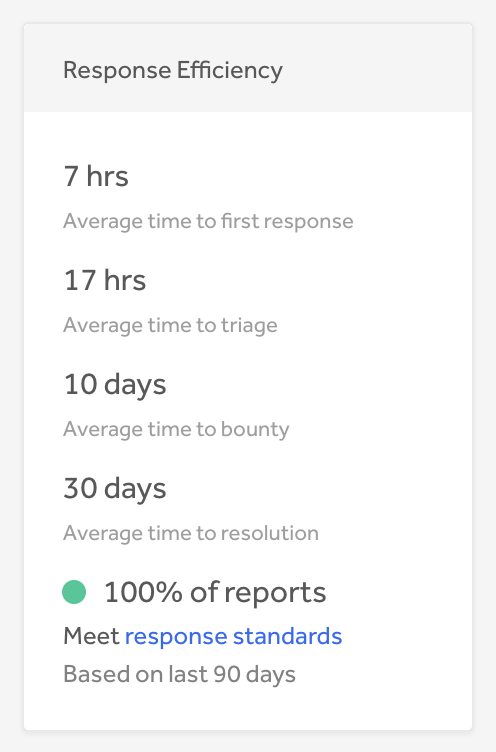 Response Efficiency
7 hrs
Average time to first response
17 hrs
Average time to triage
10 days
Average time to bounty
30 days
Average time to resolution
100% of reports
Meet response standards
Based on last 90 days